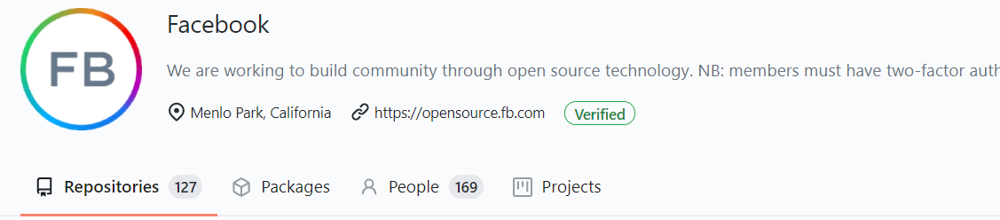 FB
Facebook
We are working to build community through open source technology. NB: members must have two-factor auth
Menlo Park, California https://opensource.fb.com Verified
Repositories 127 Packages People 169 Projects